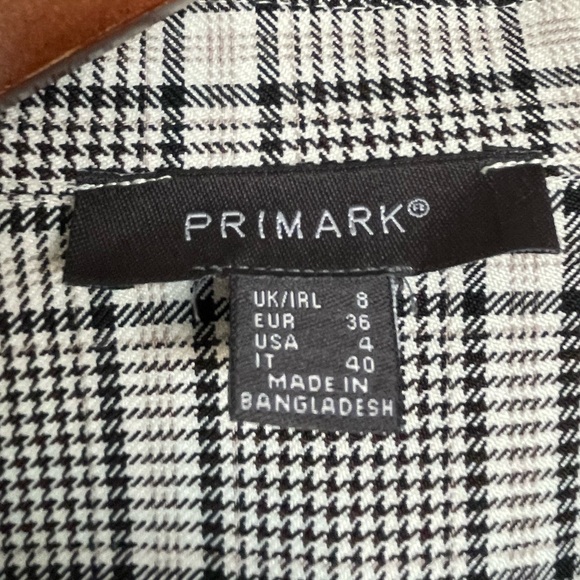 PRIMARK®
UK/IRL 8
EUR 36
USA 4
IT 40
MADE IN
BANGLADESH